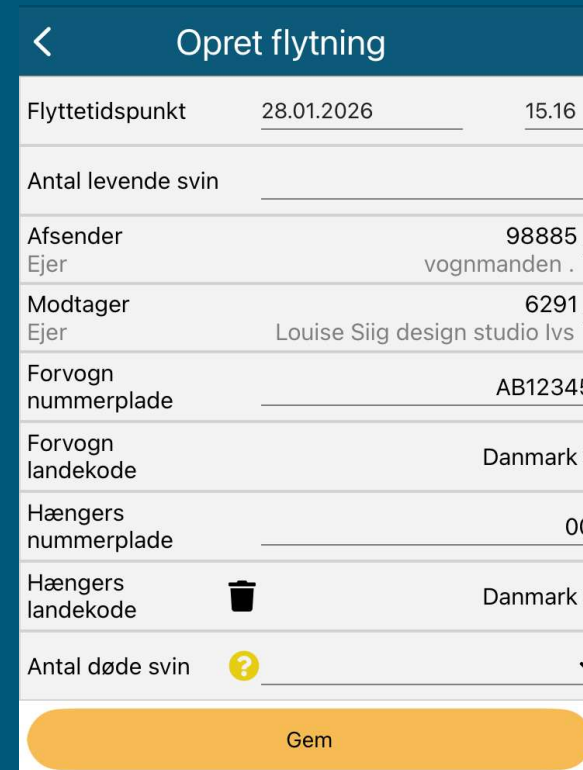 Opret flytning
Flyttetidspunkt 28.01.2026 15.16
Antal levende svin
Afsender 98885
Ejer vognmanden .
Modtager 6291
Ejer Louise Siig design studio Ivs
Forvogn
nummerplade AB12345
Forvogn
landekode Danmark
Hængers
nummerplade
Hængers
landekode Danmark
Antal døde svin ?
Gem